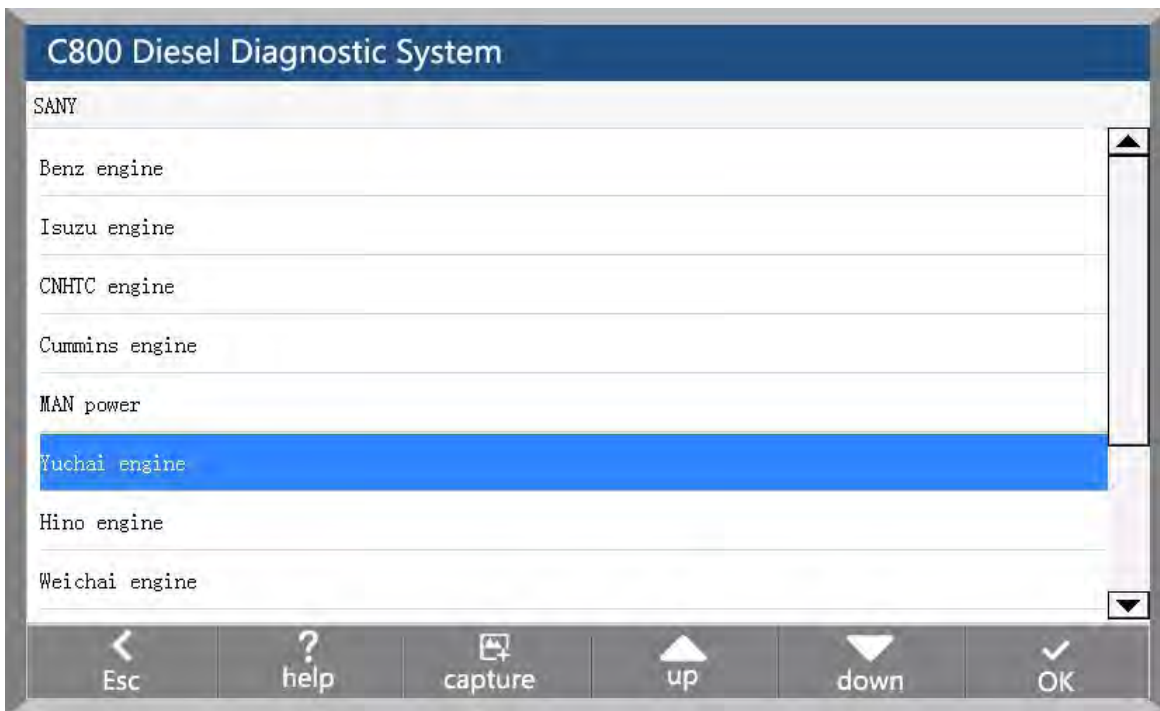 C800 Diesel Diagnostic System
SANY
Benz engine
Isuzu engine
CNHTC engine
Cummins engine
MAN power
Yuchai engine
Hino engine
Weichai engine
Esc
help
capture
up
down
OK